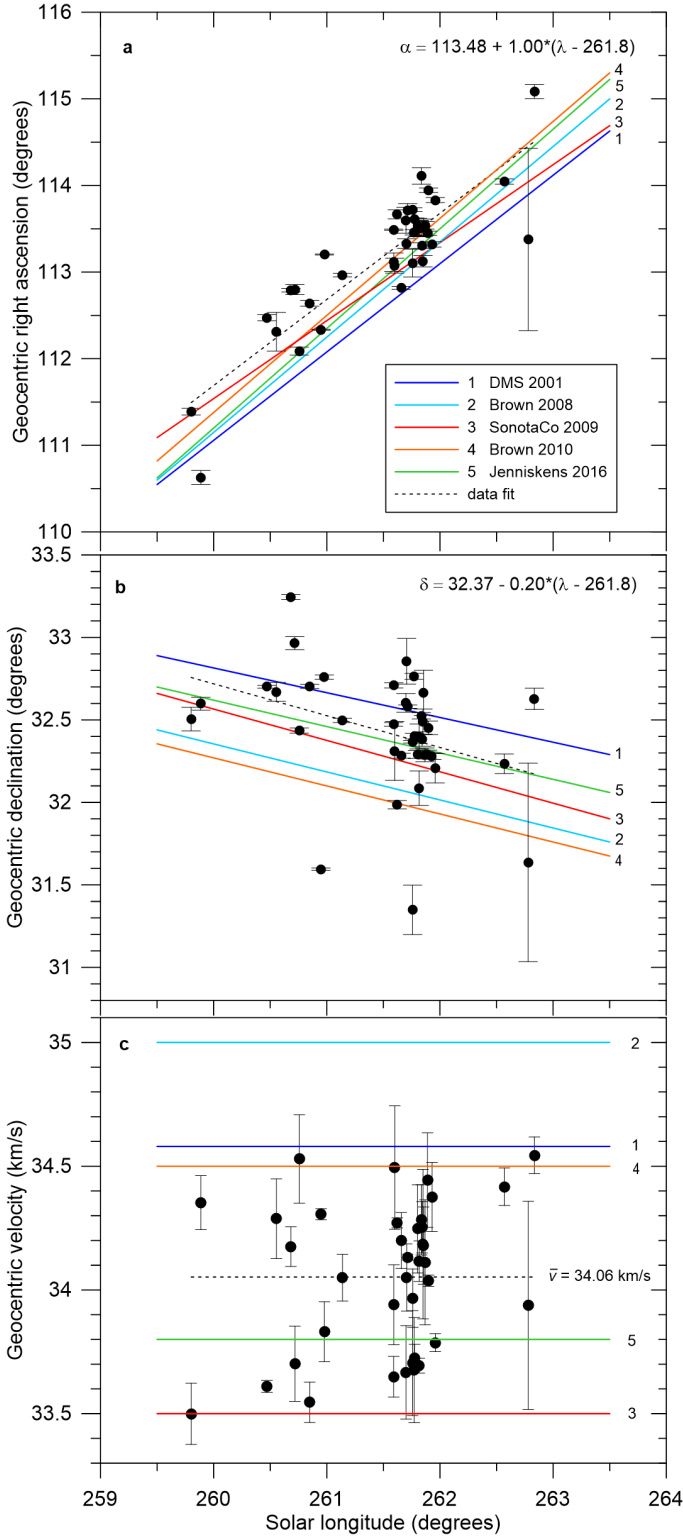 116
a
α = 113.48 + 1.00*(λ - 261.8)
4
5
115
2
3
1
114
Geocentric right ascension (degrees)
113
112
1 DMS 2001
2 Brown 2008
3 SonotaCo 2009
111
4 Brown 2010
5 Jenniskens 2016
data fit
110
33.5
b
δ = 32.37 - 0.20*(λ - 261.8)
33
32.5
Geocentric declination (degrees)
1
5
32
3
2
4
31.5
31
c
35
2
1
34.5
4
Geocentric velocity (km/s)
34
v̅ = 34.06 km/s
5
33.5
3
259 260 261 262 263 264
Solar longitude (degrees)